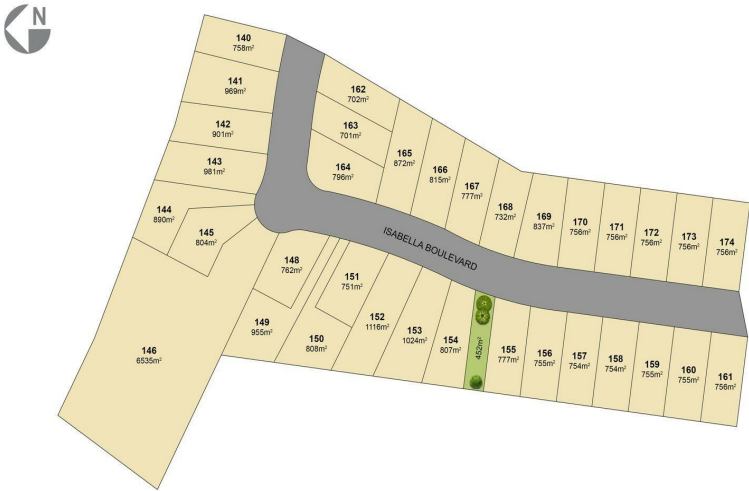 N
140
758m²
141
969m²
142
901m²
143
981m²
144
890m²
145
804m²
146
6535m²
148
762m²
149
955m²
150
808m²
151
751m²
152
1116m²
153
1024m²
154
807m²
452m²
155
777m²
156
755m²
157
754m²
158
754m²
159
755m²
160
755m²
161
756m²
162
702m²
163
701m²
164
796m²
165
872m²
166
815m²
167
777m²
168
732m²
169
837m²
170
756m²
171
756m²
172
756m²
173
756m²
174
756m²
ISABELLA BOULEVARD